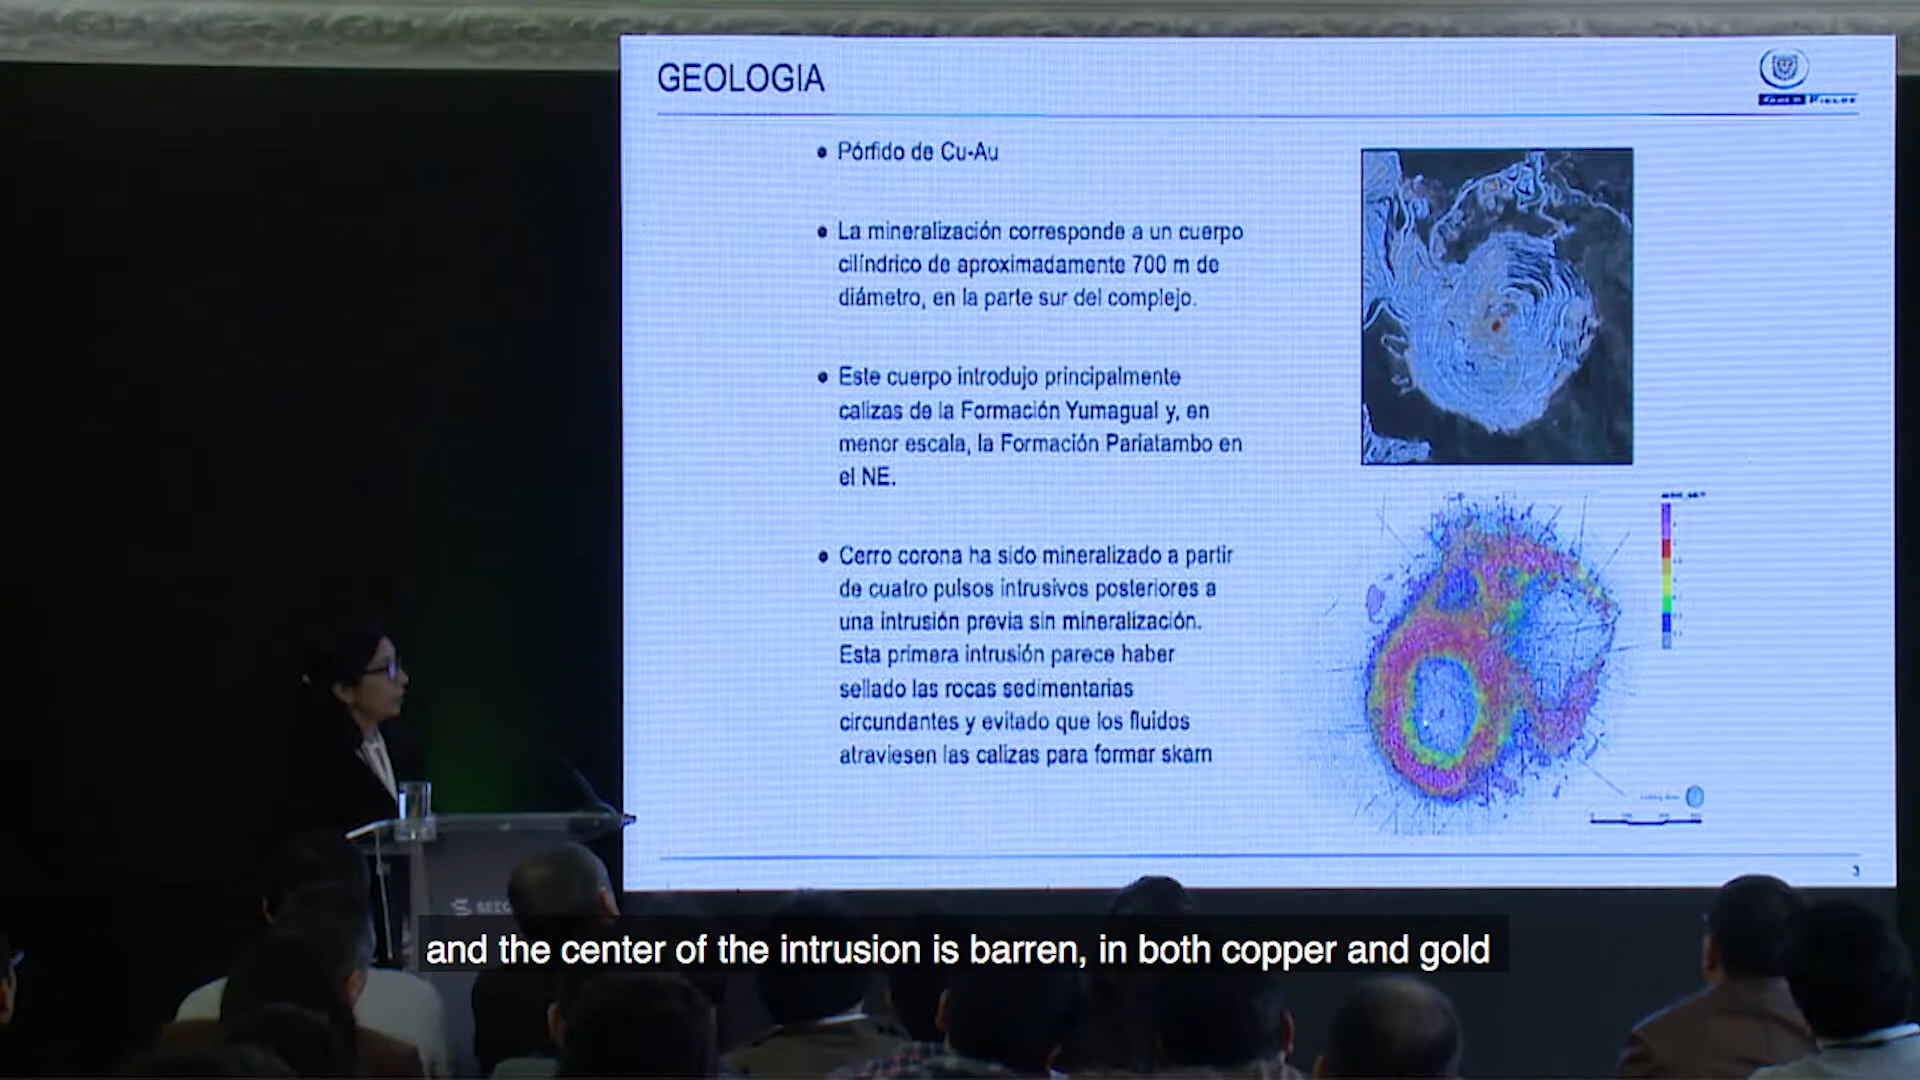 GEOLOGIA
GOLD FIELDS
• Pórfido de Cu-Au
• La mineralización corresponde a un cuerpo
cilíndrico de aproximadamente 700 m de
diámetro, en la parte sur del complejo.
• Este cuerpo introdujo principalmente
calizas de la Formación Yumagual y, en
menor escala, la Formación Pariatambo en
el NE.
• Cerro corona ha sido mineralizado a partir
de cuatro pulsos intrusivos posteriores a
una intrusión previa sin mineralización.
Esta primera intrusión parece haber
sellado las rocas sedimentarias
circundantes y evitado que los fluidos
atraviesen las calizas para formar skarn
3
and the center of the intrusion is barren, in both copper and gold